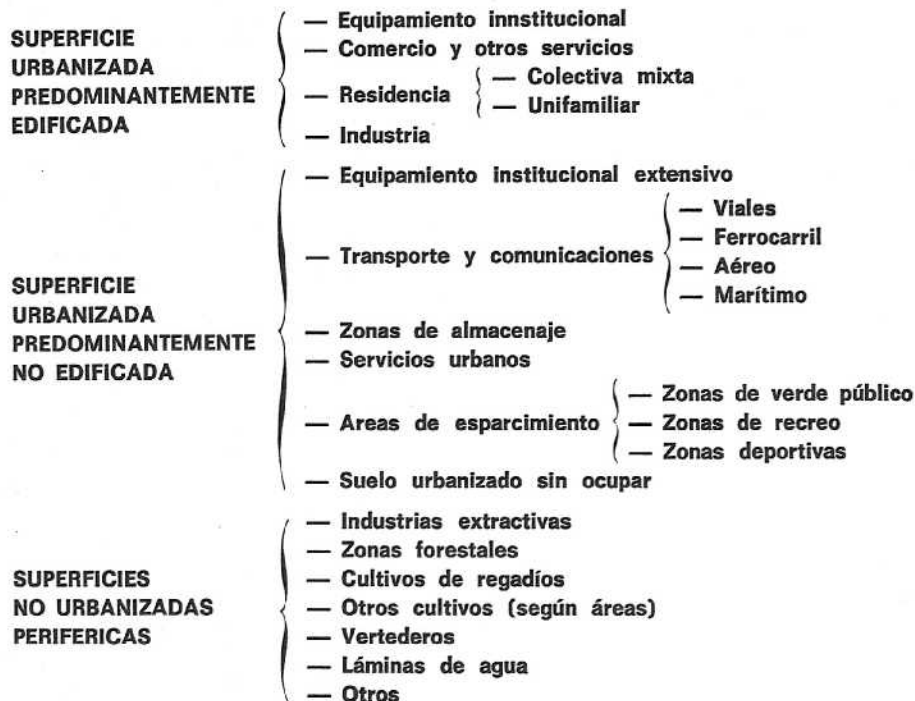 SUPERFICIE
URBANIZADA
PREDOMINANTEMENTE
EDIFICADA
— Equipamiento innstitucional
— Comercio y otros servicios
— Residencia
— Colectiva mixta
— Unifamiliar
— Industria
SUPERFICIE
URBANIZADA
PREDOMINANTEMENTE
NO EDIFICADA
— Equipamiento institucional extensivo
— Transporte y comunicaciones
— Viales
— Ferrocarril
— Aéreo
— Marítimo
— Zonas de almacenaje
— Servicios urbanos
— Areas de esparcimiento
— Zonas de verde público
— Zonas de recreo
— Zonas deportivas
— Suelo urbanizado sin ocupar
SUPERFICIES
NO URBANIZADAS
PERIFERICAS
— Industrias extractivas
— Zonas forestales
— Cultivos de regadíos
— Otros cultivos (según áreas)
— Vertederos
— Láminas de agua
— Otros